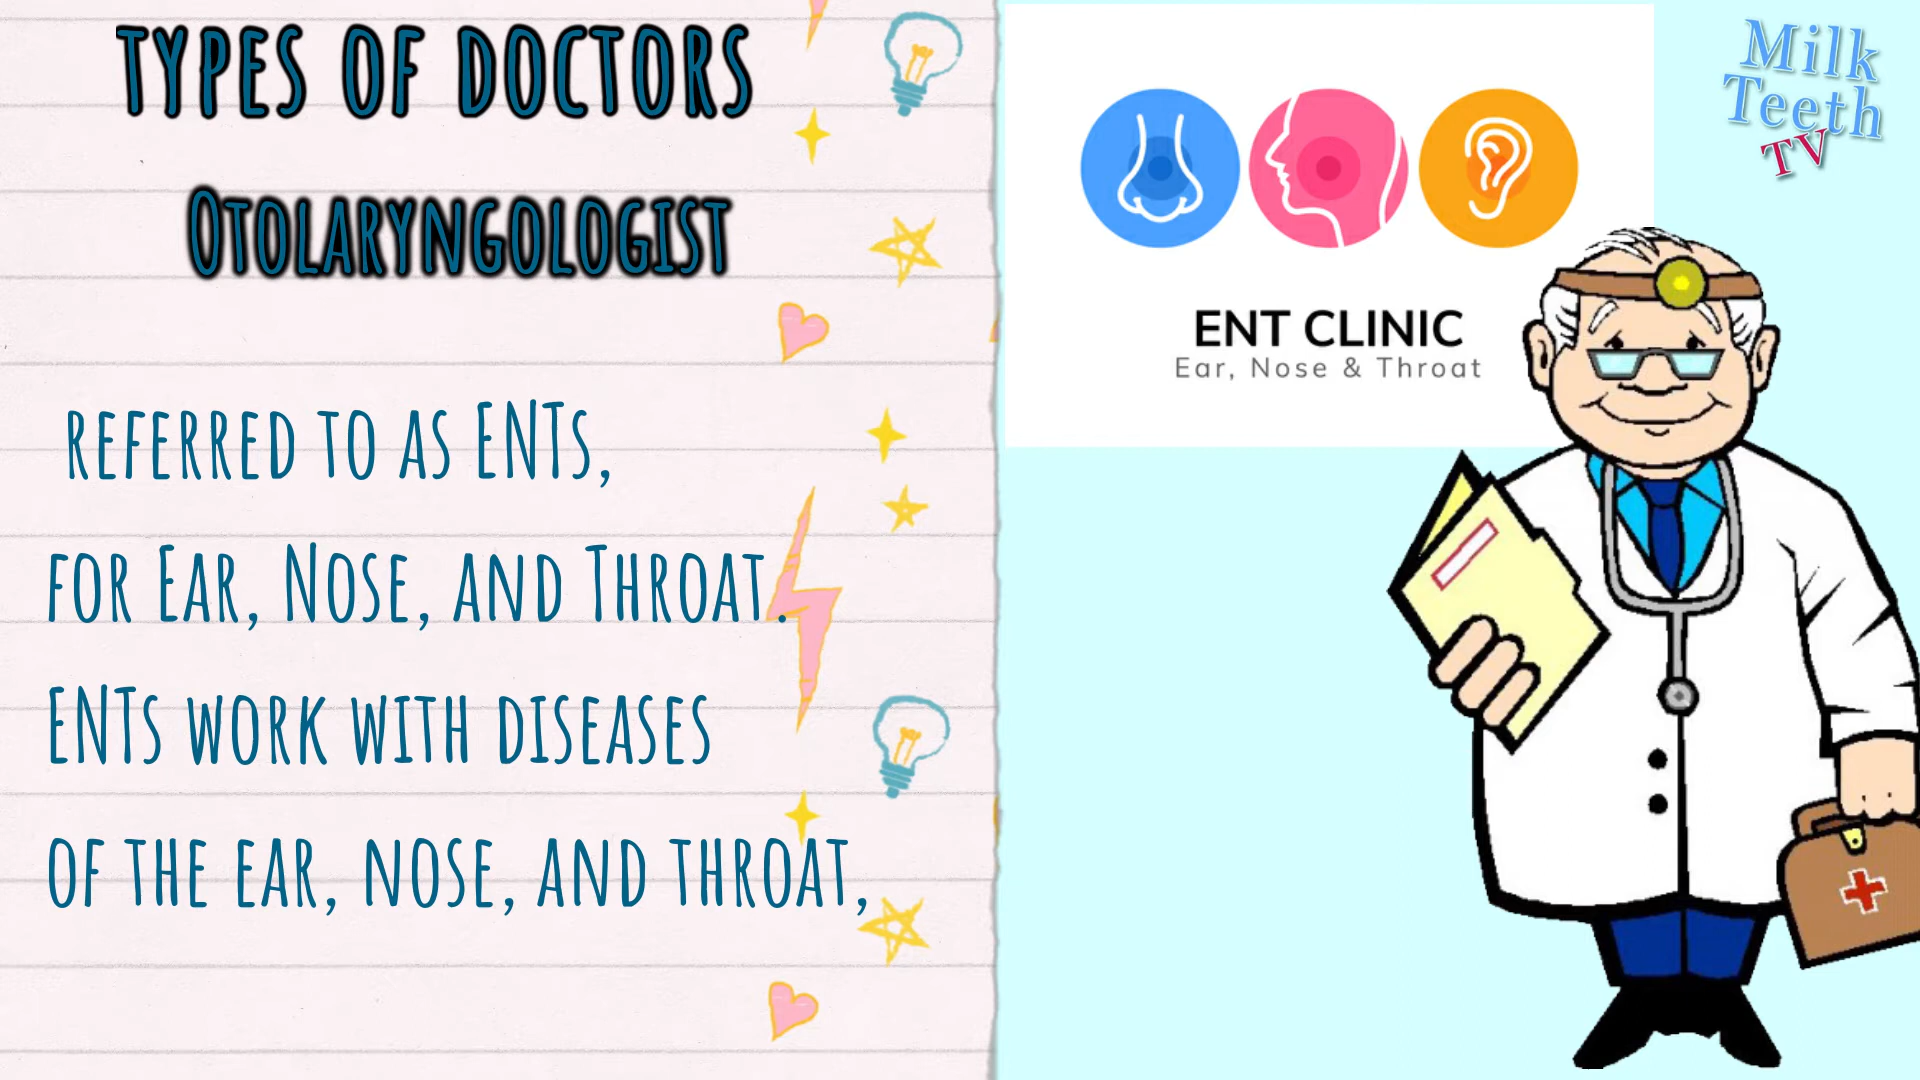 TYPES OF DOCTORS
OTOLARYNGOLOGIST
REFERRED TO AS ENTS,
FOR EAR, NOSE, AND THROAT.
ENTS WORK WITH DISEASES
OF THE EAR, NOSE, AND THROAT,
ENT CLINIC
Ear, Nose & Throat
Milk
Teeth
TV